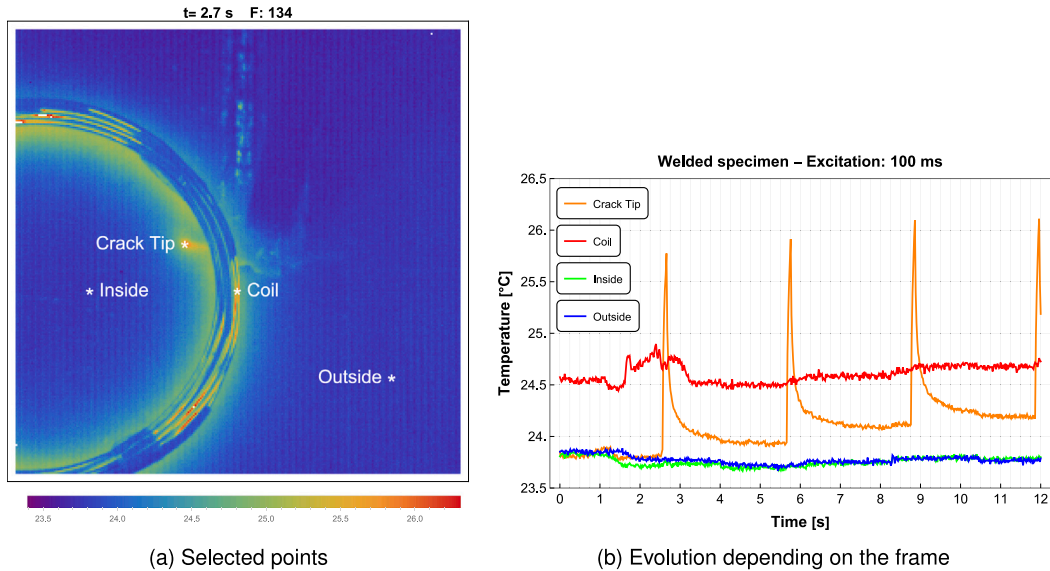 t= 2.7 s F: 134
Crack Tip *
* Inside
* Coil
Outside *
23.5 24.0 24.5 25.0 25.5 26.0
(a) Selected points
Welded specimen – Excitation: 100 ms
Temperature [°C]
26.5
26.0
25.5
25.0
24.5
24.0
23.5
Crack Tip
Coil
Inside
Outside
0 1 2 3 4 5 6 7 8 9 10 11 12
Time [s]
(b) Evolution depending on the frame